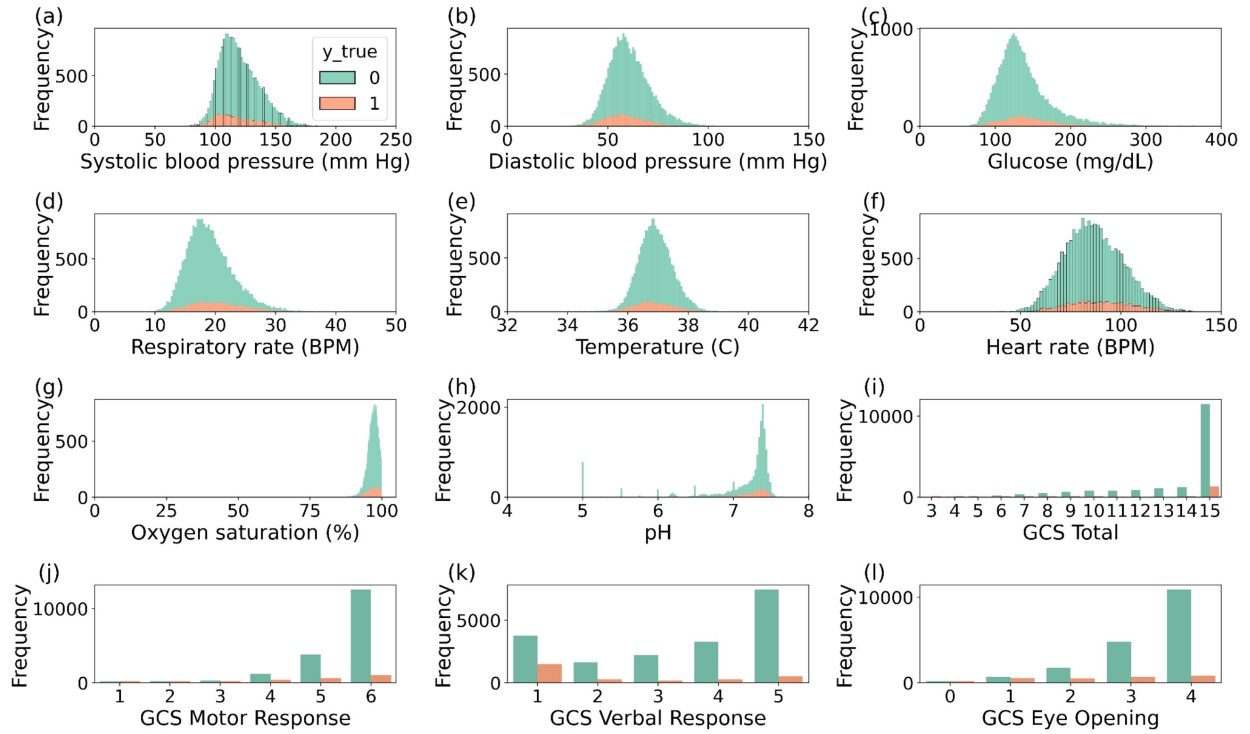 (a)
Frequency
500
0
0 50 100 150 200 250
Systolic blood pressure (mm Hg)
y_true
0
1
(b)
Frequency
500
0
0 50 100 150
Diastolic blood pressure (mm Hg)
(c)
Frequency
1000
0
0 100 200 300 400
Glucose (mg/dL)
(d)
Frequency
500
0
0 10 20 30 40 50
Respiratory rate (BPM)
(e)
Frequency
500
0
32 34 36 38 40 42
Temperature (C)
(f)
Frequency
500
0
0 50 100 150
Heart rate (BPM)
(g)
Frequency
500
0
0 25 50 75 100
Oxygen saturation (%)
(h)
Frequency
2000
0
4 5 6 7 8
pH
(i)
Frequency
10000
0
3 4 5 6 7 8 9 10 11 12 13 14 15
GCS Total
(j)
Frequency
10000
0
1 2 3 4 5 6
GCS Motor Response
(k)
Frequency
5000
0
1 2 3 4 5
GCS Verbal Response
(l)
Frequency
10000
0
0 1 2 3 4
GCS Eye Opening